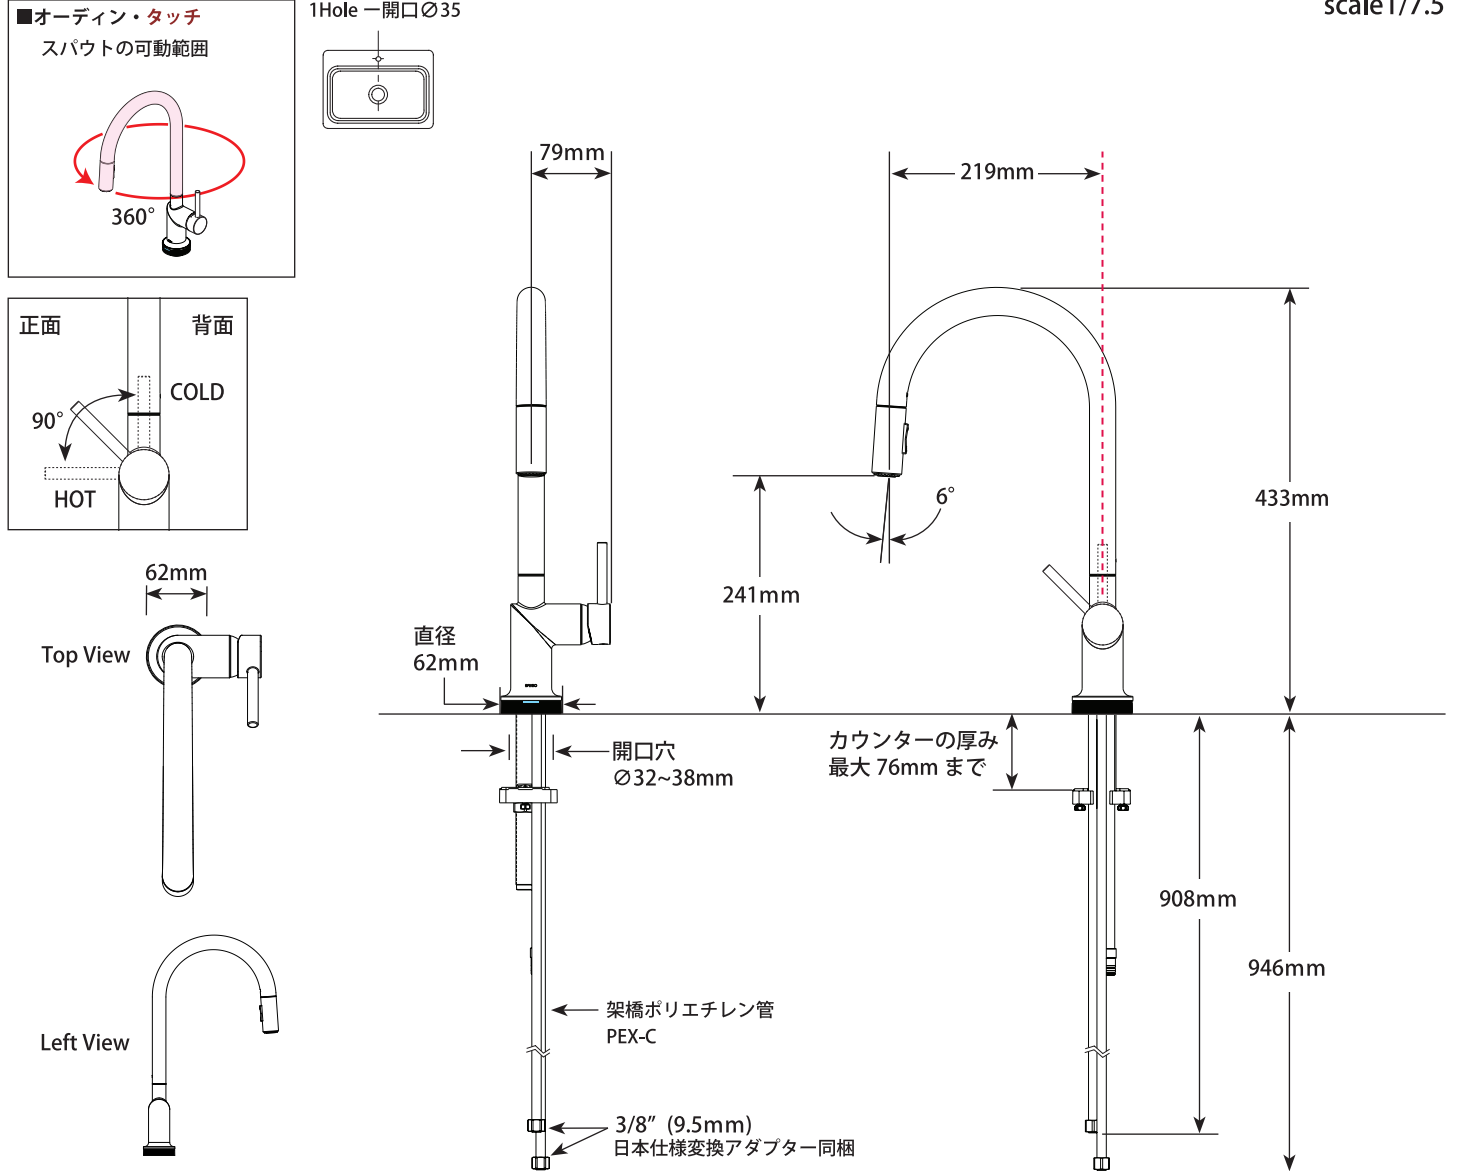 ■オーディン・タッチ
スパウトの可動範囲
360°
1Hole ー開口∅35
scale1/7.5
正面
背面
COLD
90°
HOT
62mm
Top View
Left View
79mm
219mm
6°
433mm
241mm
直径
62mm
開口穴
∅32~38mm
カウンターの厚み
最大 76mm まで
908mm
946mm
架橋ポリエチレン管
PEX-C
3/8” (9.5mm)
日本仕様変換アダプター同梱